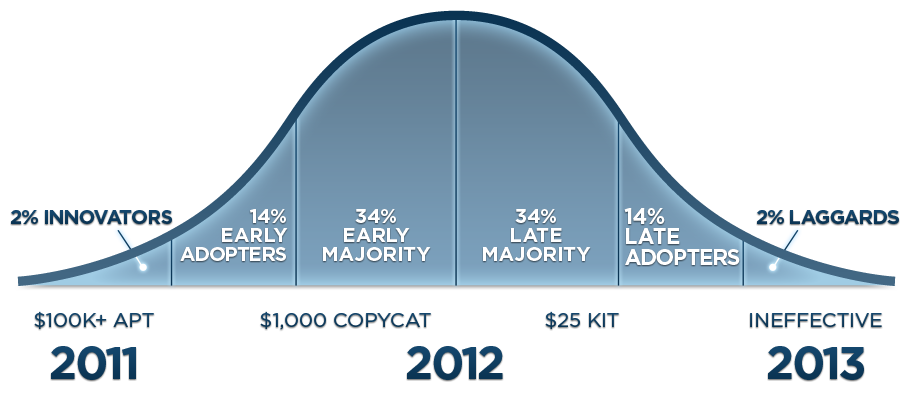 2% INNOVATORS
14%
EARLY
ADOPTERS
34%
EARLY
MAJORITY
34%
LATE
MAJORITY
14%
LATE
ADOPTERS
2% LAGGARDS
$100K+ APT
$1,000 COPYCAT
$25 KIT
INEFFECTIVE
2011
2012
2013